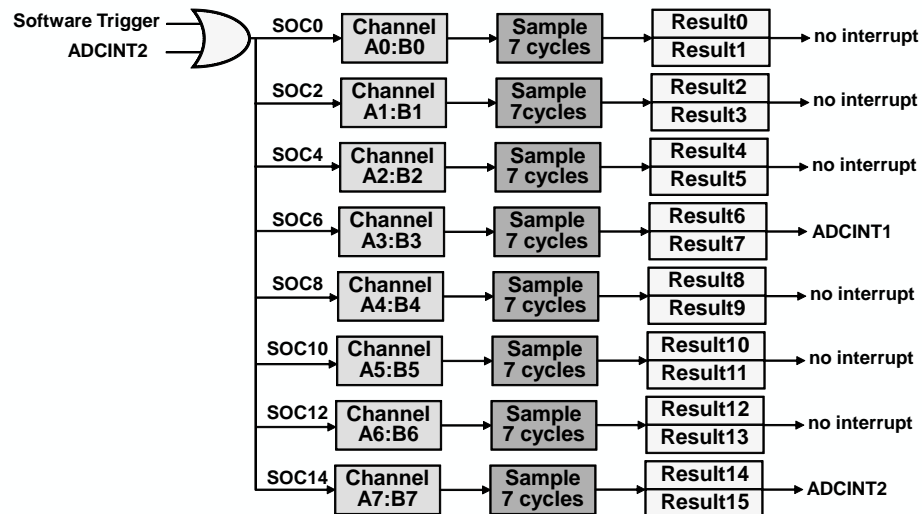 Software Trigger
ADCINT2
SOC0
Channel
A0:B0
Sample
7 cycles
Result0
Result1
no interrupt
SOC2
Channel
A1:B1
Sample
7cycles
Result2
Result3
no interrupt
SOC4
Channel
A2:B2
Sample
7 cycles
Result4
Result5
no interrupt
SOC6
Channel
A3:B3
Sample
7 cycles
Result6
Result7
ADCINT1
SOC8
Channel
A4:B4
Sample
7 cycles
Result8
Result9
no interrupt
SOC10
Channel
A5:B5
Sample
7 cycles
Result10
Result11
no interrupt
SOC12
Channel
A6:B6
Sample
7 cycles
Result12
Result13
no interrupt
SOC14
Channel
A7:B7
Sample
7 cycles
Result14
Result15
ADCINT2